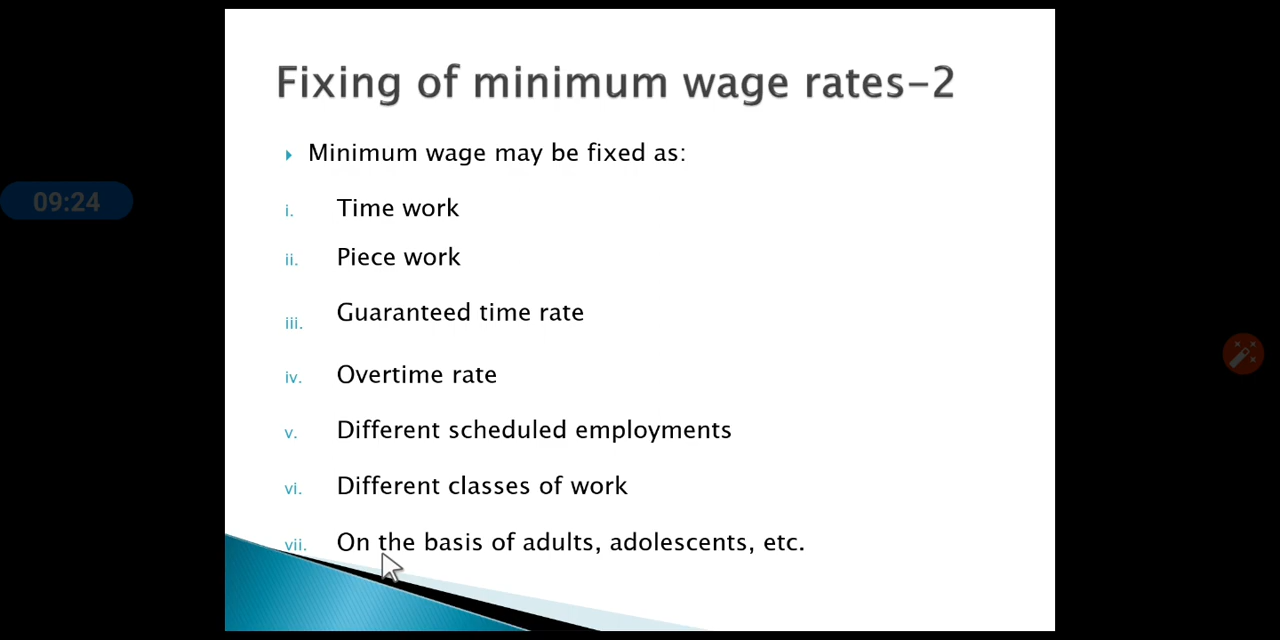 Fixing of minimum wage rates-2
Minimum wage may be fixed as:
09:24
i. Time work
ii. Piece work
iii. Guaranteed time rate
iv. Overtime rate
v. Different scheduled employments
vi. Different classes of work
vii. On the basis of adults, adolescents, etc.